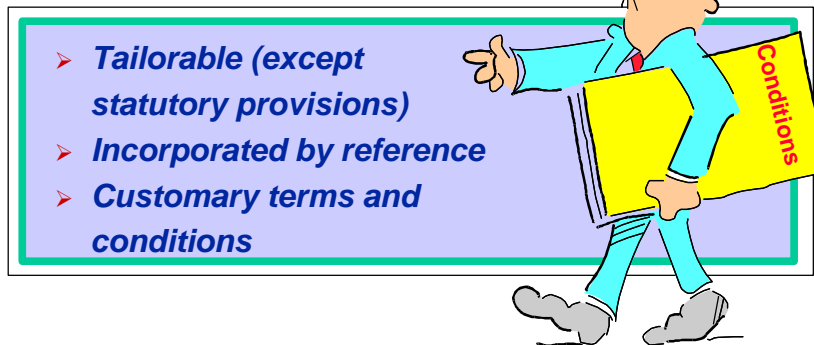 ➢ Tailorable (except
statutory provisions)
➢ Incorporated by reference
➢ Customary terms and
conditions
Conditions